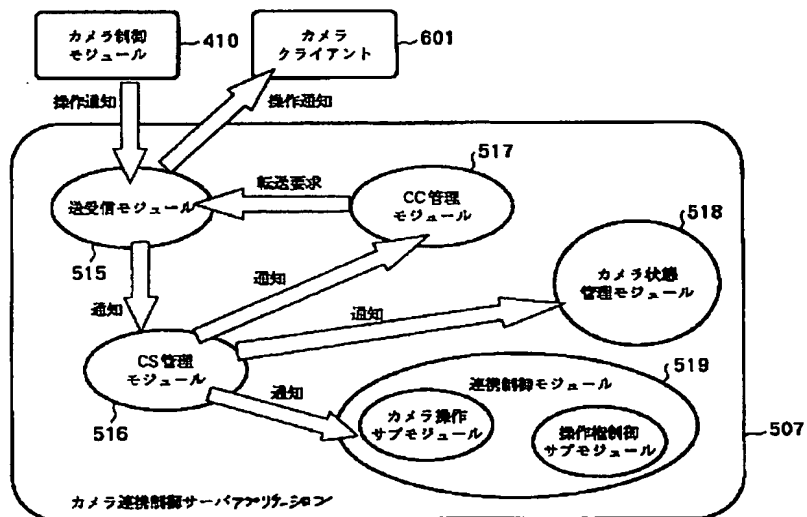 カメラ制御
モジュール
410
カメラ
クライアント
601
操作通知
操作通知
517
転送要求
CC管理
モジュール
送受信モジュール
518
515
カメラ状態
管理モジュール
通知
通知
通知
CS管理
モジュール
516
通知
519
連携制御モジュール
カメラ操作
サブモジュール
操作権制御
サブモジュール
507
カメラ連携制御サーバアプリケーション